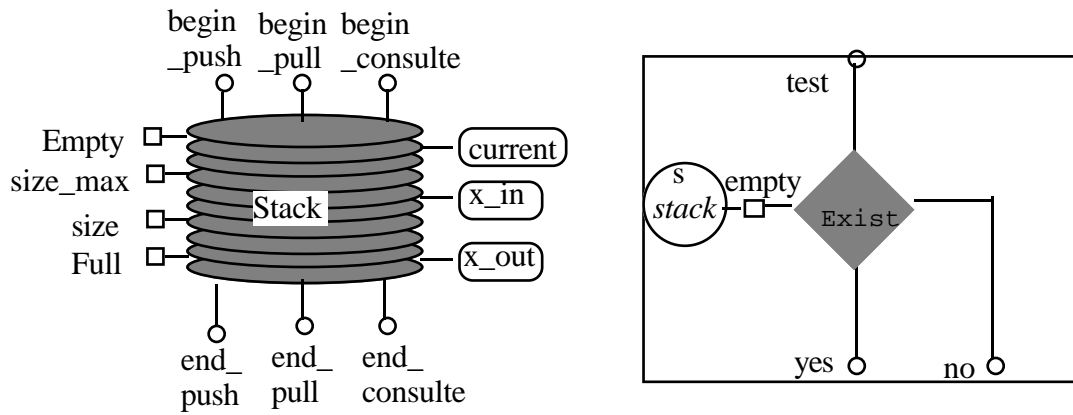 begin
_push
begin
_pull
begin
_consulte
Empty
size_max
size
Full
Stack
current
x_in
x_out
end_
push
end_
pull
end_
consulte
test
s
stack
empty
Exist
yes
no